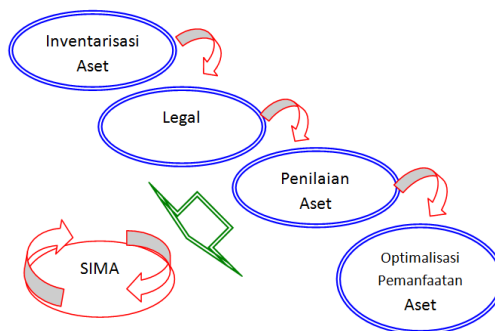 Inventarisasi
Aset
Legal
Penilaian
Aset
Optimalisasi
Pemanfaatan
Aset
SIMA